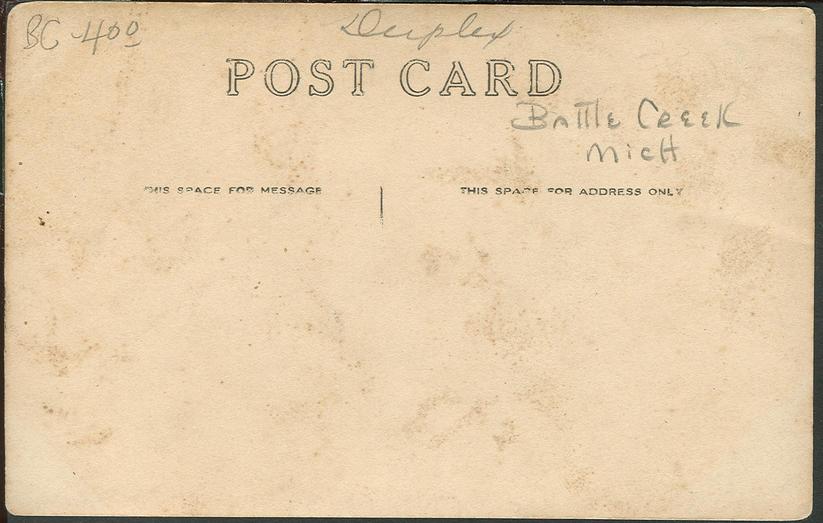 BC-4⁰⁰
Duplex
POST CARD
Battle Creek
Mich
THIS SPACE FOR MESSAGE
THIS SPACE FOR ADDRESS ONLY